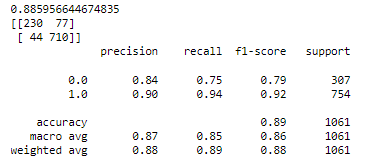 0.885956644674835
[[230  77]
 [ 44 710]]
              precision    recall  f1-score   support

         0.0       0.84      0.75      0.79       307
         1.0       0.90      0.94      0.92       754

    accuracy                           0.89      1061
   macro avg       0.87      0.85      0.86      1061
weighted avg       0.88      0.89      0.88      1061